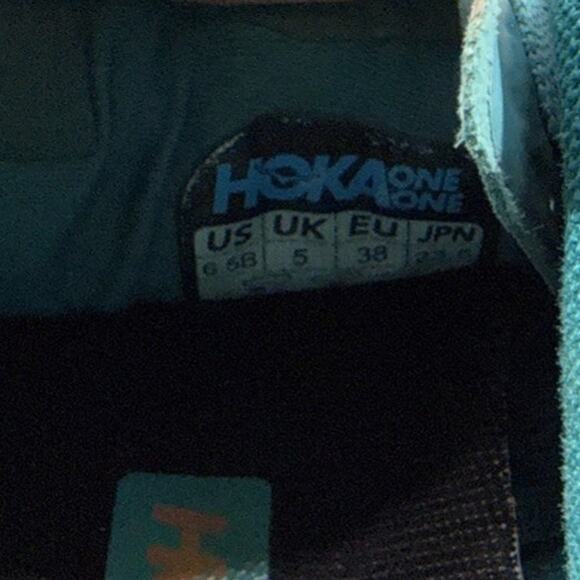 HOKA ONE ONE
US UK EU JPN
6.5B 5 38